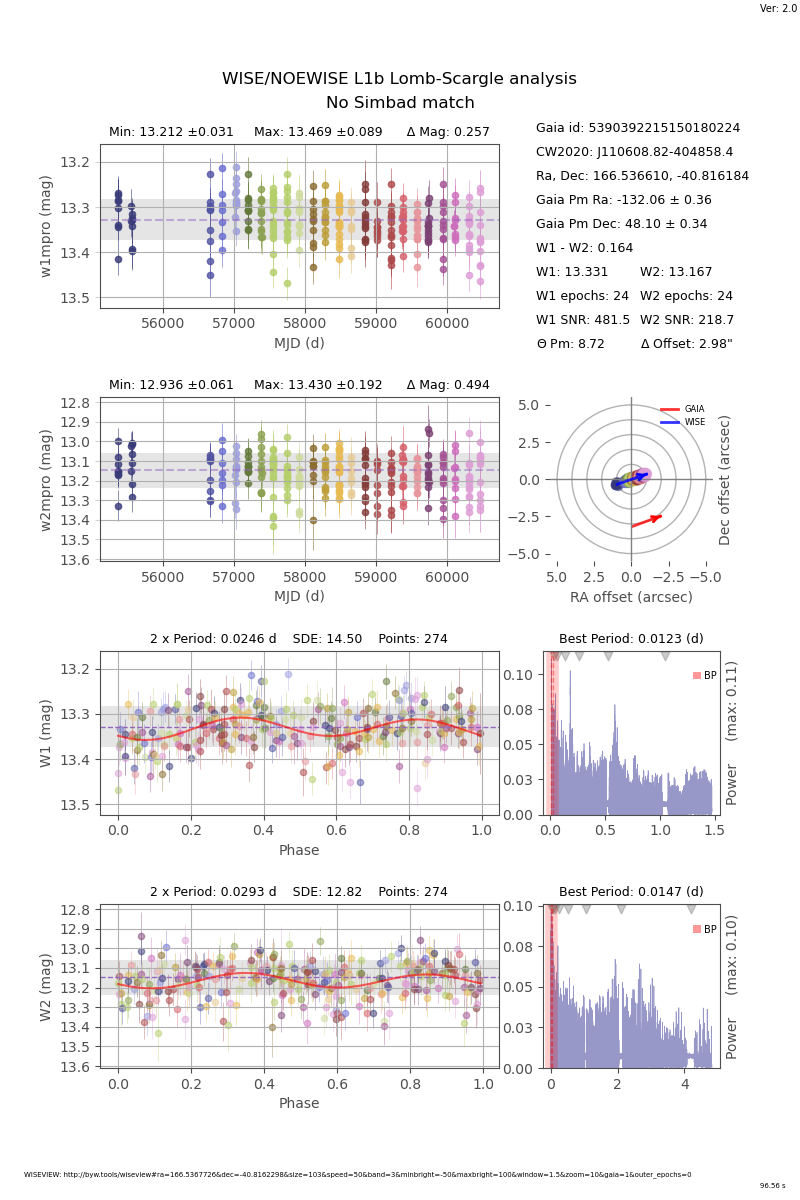 Ver: 2.0
WISE/NOEWISE L1b Lomb-Scargle analysis
No Simbad match
Min: 13.212 ±0.031 Max: 13.469 ±0.089 Δ Mag: 0.257
13.2
13.3
13.4
13.5
w1mpro (mag)
56000 57000 58000 59000 60000
MJD (d)
Gaia id: 5390392215150180224
CW2020: J110608.82-404858.4
Ra, Dec: 166.536610, -40.816184
Gaia Pm Ra: -132.06 ± 0.36
Gaia Pm Dec: 48.10 ± 0.34
W1 - W2: 0.164
W1: 13.331 W2: 13.167
W1 epochs: 24 W2 epochs: 24
W1 SNR: 481.5 W2 SNR: 218.7
Θ Pm: 8.72 Δ Offset: 2.98"
Min: 12.936 ±0.061 Max: 13.430 ±0.192 Δ Mag: 0.494
12.8
12.9
13.0
13.1
13.2
13.3
13.4
13.5
13.6
w2mpro (mag)
56000 57000 58000 59000 60000
MJD (d)
GAIA
WISE
5.0
2.5
0.0
−2.5
−5.0
Dec offset (arcsec)
5.0 2.5 0.0 −2.5 −5.0
RA offset (arcsec)
2 x Period: 0.0246 d SDE: 14.50 Points: 274
13.2
13.3
13.4
13.5
W1 (mag)
0.0 0.2 0.4 0.6 0.8 1.0
Phase
Best Period: 0.0123 (d)
BP
0.10
0.08
0.05
0.03
0.00
Power (max: 0.11)
0.0 0.5 1.0 1.5
2 x Period: 0.0293 d SDE: 12.82 Points: 274
12.8
12.9
13.0
13.1
13.2
13.3
13.4
13.5
13.6
W2 (mag)
0.0 0.2 0.4 0.6 0.8 1.0
Phase
Best Period: 0.0147 (d)
BP
0.10
0.08
0.05
0.03
0.00
Power (max: 0.10)
0 2 4
WISEVIEW: http://byw.tools/wiseview#ra=166.5367726&dec=-40.8162298&size=103&speed=50&band=3&minbright=-50&maxbright=100&window=1.5&zoom=10&gaia=1&outer_epochs=0
96.56 s